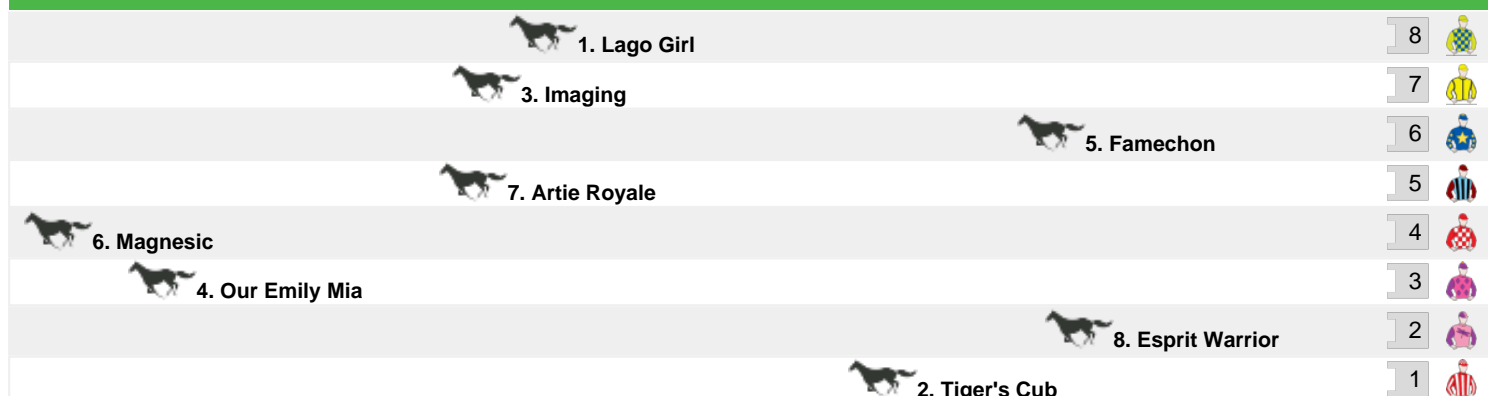 1. Lago Girl 8
3. Imaging 7
5. Famechon 6
7. Artie Royale 5
6. Magnesic 4
4. Our Emily Mia 3
8. Esprit Warrior 2
2. Tiger's Cub 1